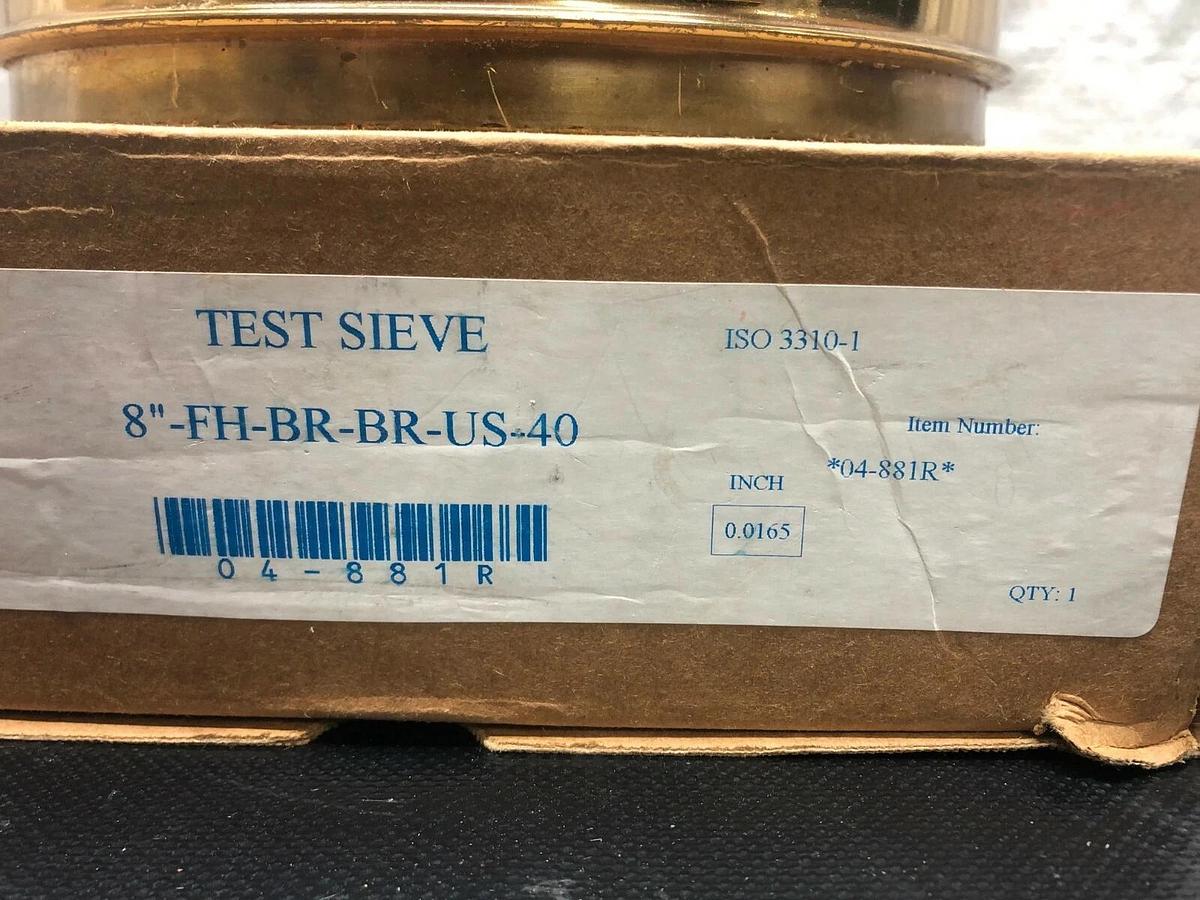 TEST SIEVE
ISO 3310-1
8"-FH-BR-BR-US-40
Item Number:
*04-881R*
INCH
0.0165
04-881R
QTY: 1